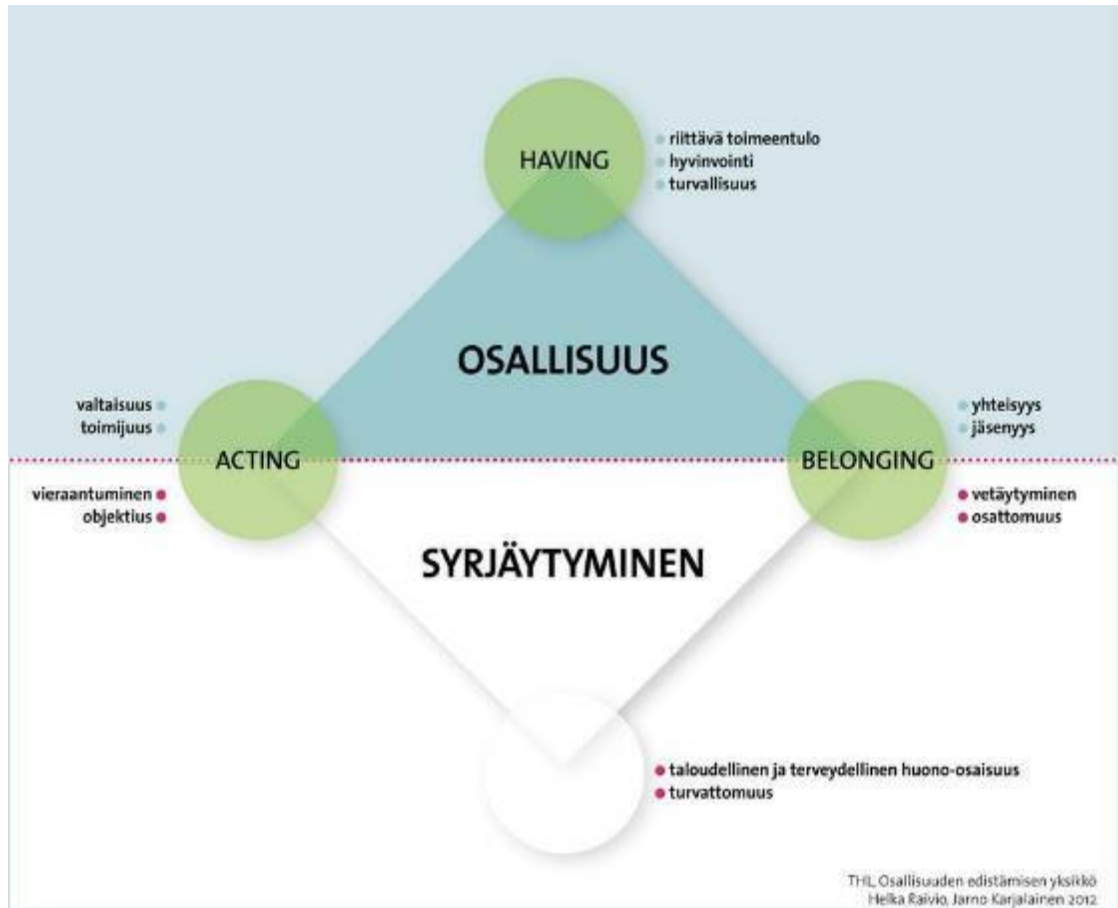 HAVING
riittävä toimeentulo
hyvinvointi
turvallisuus
OSALLISUUS
valtaisuus
toimijuus
yhteisyys
jäsenyys
ACTING
BELONGING
vieraantuminen
objektius
vetäytyminen
osattomuus
SYRJÄYTYMINEN
taloudellinen ja terveydellinen huono-osaisuus
turvattomuus
THL, Osallisuuden edistämisen yksikkö
Helka Raivio, Jarno Karjalainen 2012